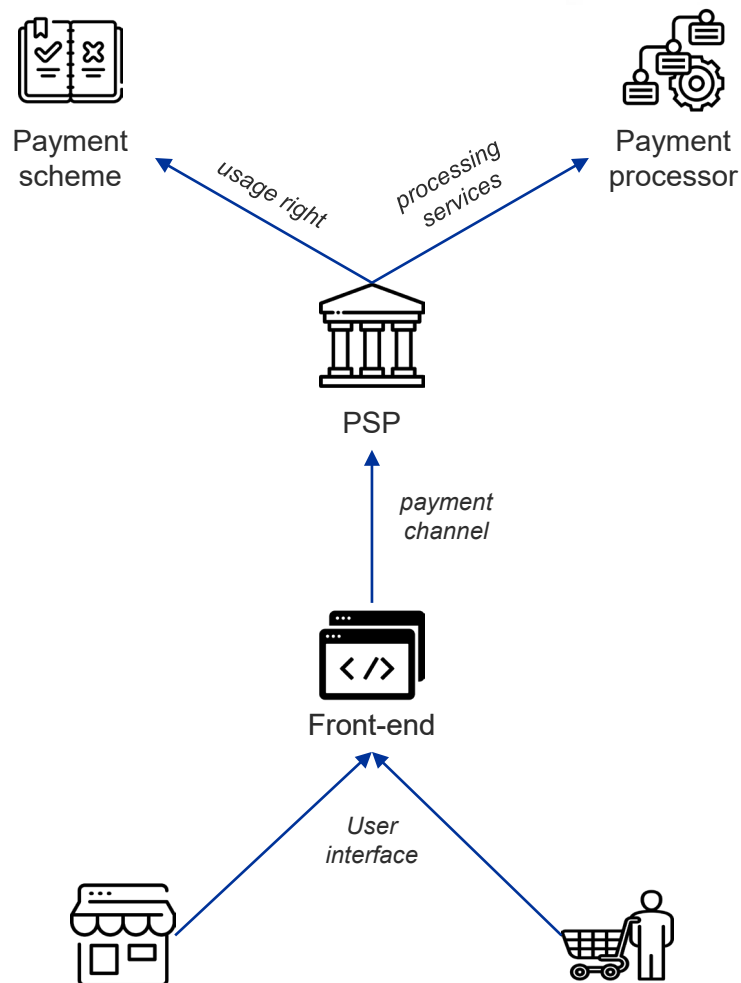 Payment
scheme
Payment
processor
usage right
processing
services
PSP
payment
channel
</>
Front-end
User
interface